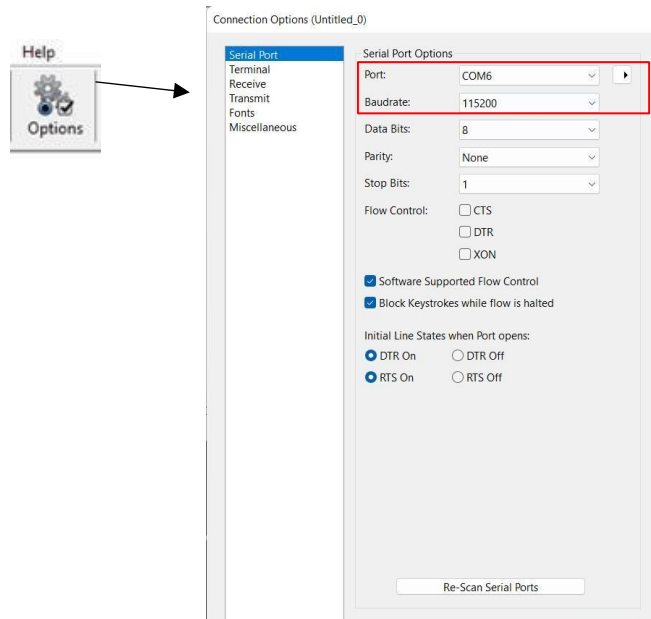 Connection Options (Untitled_0)
Help
Options
Serial Port
Terminal
Receive
Transmit
Fonts
Miscellaneous
Serial Port Options
Port: COM6
Baudrate: 115200
Data Bits: 8
Parity: None
Stop Bits: 1
Flow Control: CTS
DTR
XON
Software Supported Flow Control
Block Keystrokes while flow is halted
Initial Line States when Port opens:
DTR On DTR Off
RTS On RTS Off
Re-Scan Serial Ports